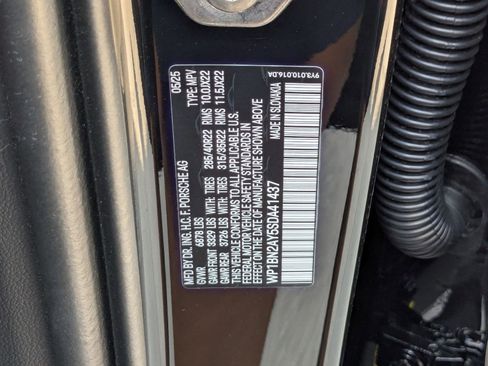 9Y3.010.016.DA
MFD BY DR. ING. H.C. F. PORSCHE AG 05/25
GVWR 6878 LBS TYPE: MPV
GAWR FRONT 3329 LBS WITH TIRES 285/40R22 RIMS 10.0JX22
GAWR REAR 3726 LBS WITH TIRES 315/35R22 RIMS 11.5JX22
THIS VEHICLE CONFORMS TO ALL APPLICABLE U.S.
FEDERAL MOTOR VEHICLE SAFETY STANDARDS IN
EFFECT ON THE DATE OF MANUFACTURE SHOWN ABOVE
WP1BN2AY6SDA41437 MADE IN SLOVAKIA